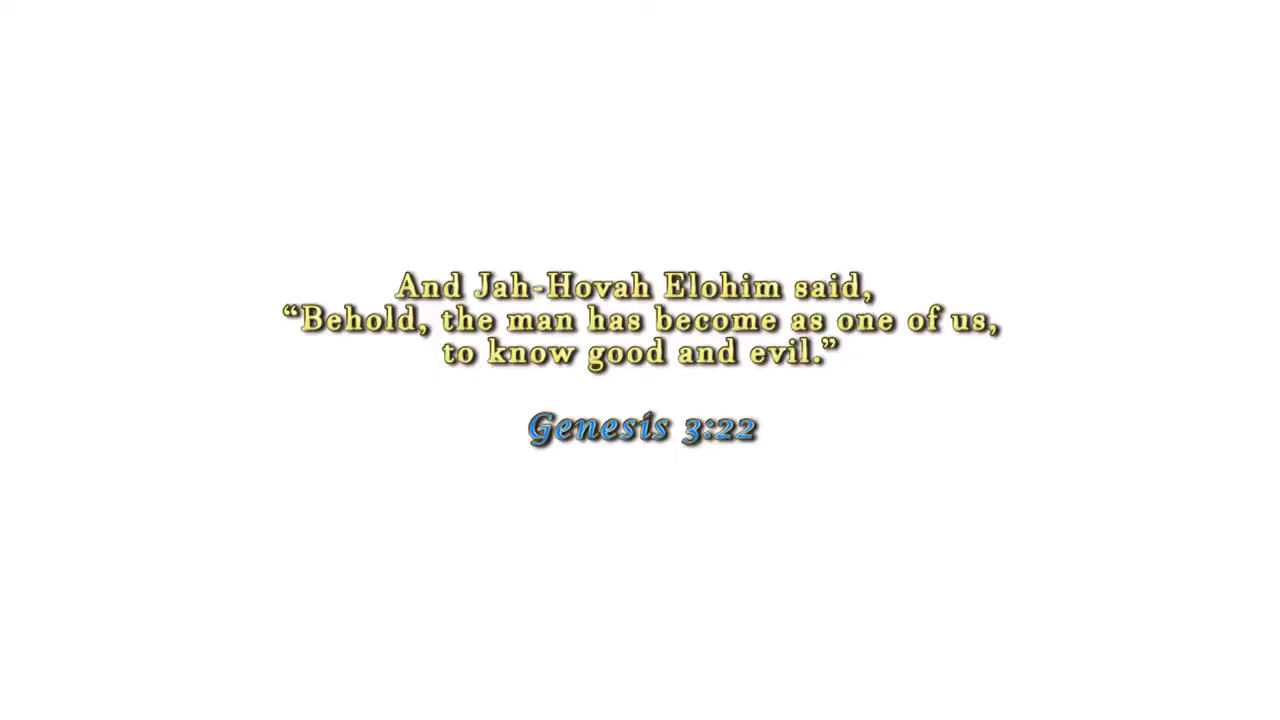 And Jah-Hovah Elohim said,
“Behold, the man has become as one of us,
to know good and evil.”
Genesis 3:22